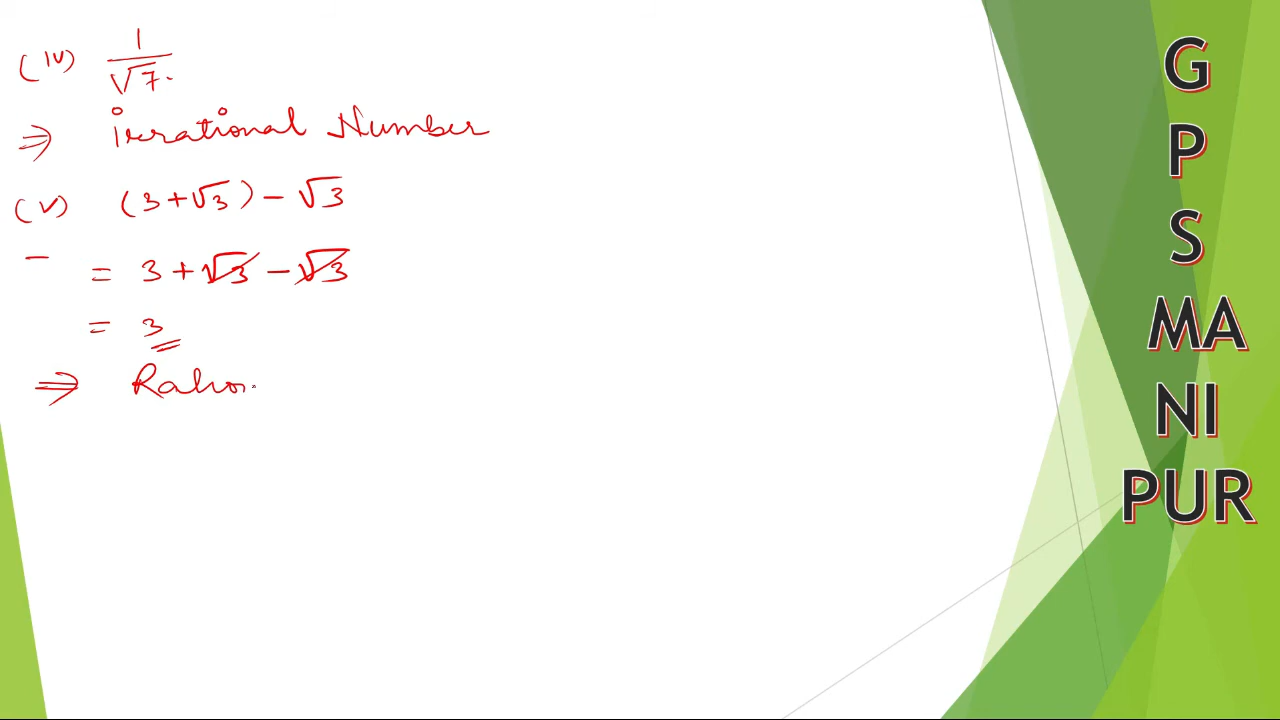 (iv) 1/√7.
⇒ irrational Number
(v) (3+√3) − √3
− = 3 + √3 − √3
= 3
⇒ Ratio
G
P
S
MA
NI
PUR